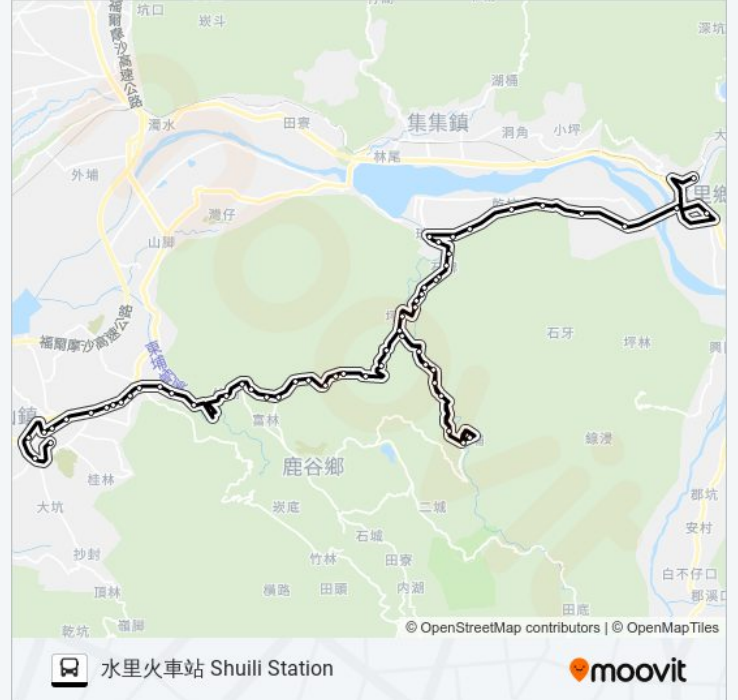 坑口
崁斗
深坑
福爾摩沙高速公路
湖桶
濁水
田寮
集集鎮
洞角
小坪
林尾
外埔
里鄉
灣仔
山腳
福爾摩沙高速公路
石牙
坪林
東埔
鎮
富林
線浸
鹿谷鄉
桂林
郡坑
大坑
崁底
二城
安村
石城
抄封
竹林
田寮
白不仔口
頂林
橫路
田頭
內湖
郡溪口
田底
嶺腳
乾坑
© OpenStreetMap contributors | © OpenMapTiles
水里火車站 Shuili Station
moovit